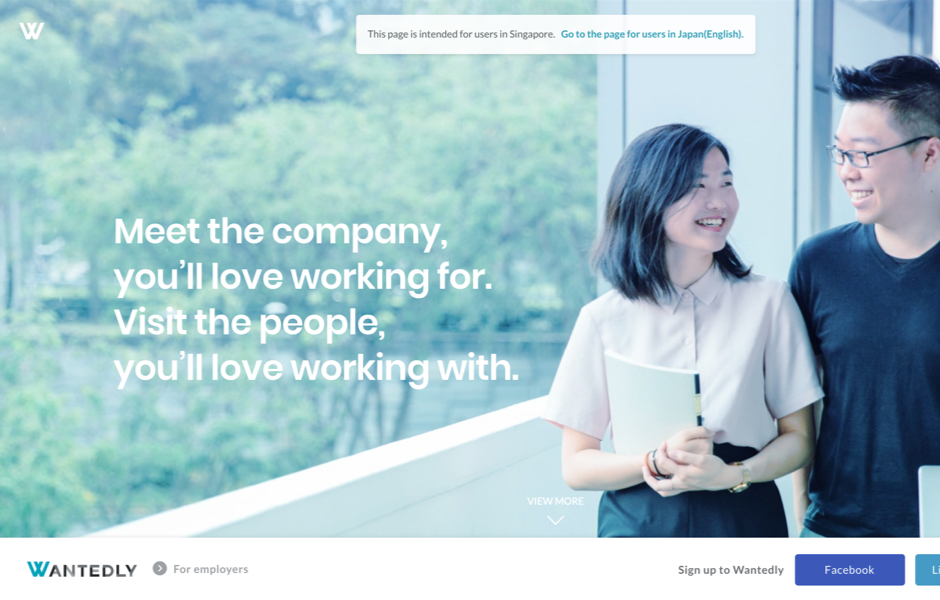 W
This page is intended for users in Singapore. Go to the page for users in Japan(English).
Meet the company,
you'll love working for.
Visit the people,
you'll love working with.
VIEW MORE
WANTEDLY
For employers
Sign up to Wantedly
Facebook
Li